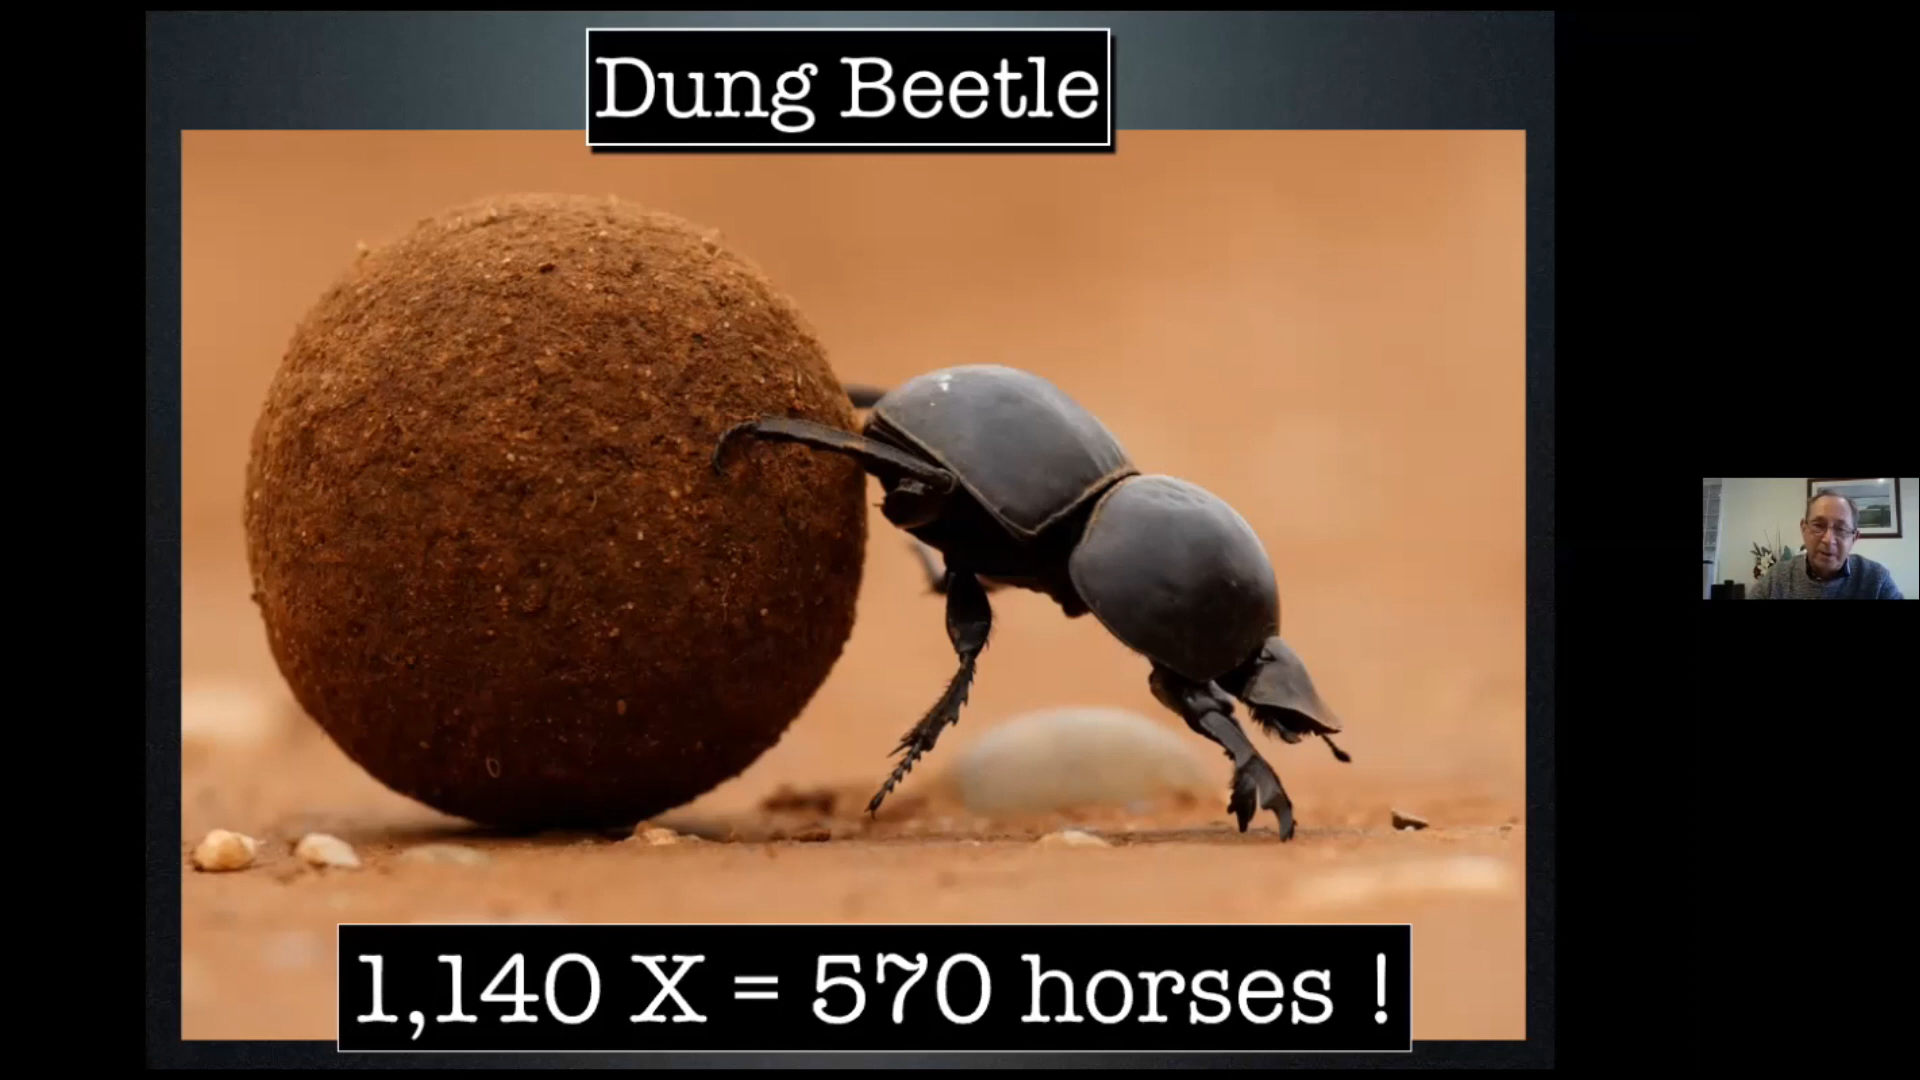 Dung Beetle
1,140 X = 570 horses !